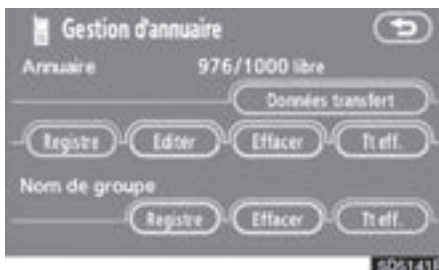 Gestion d'annuaire
Annuaire 976/1000 libre
Données transfert
Registre Editer Effacer Tt eff.
Nom de groupe
Registre Effacer Tt eff.